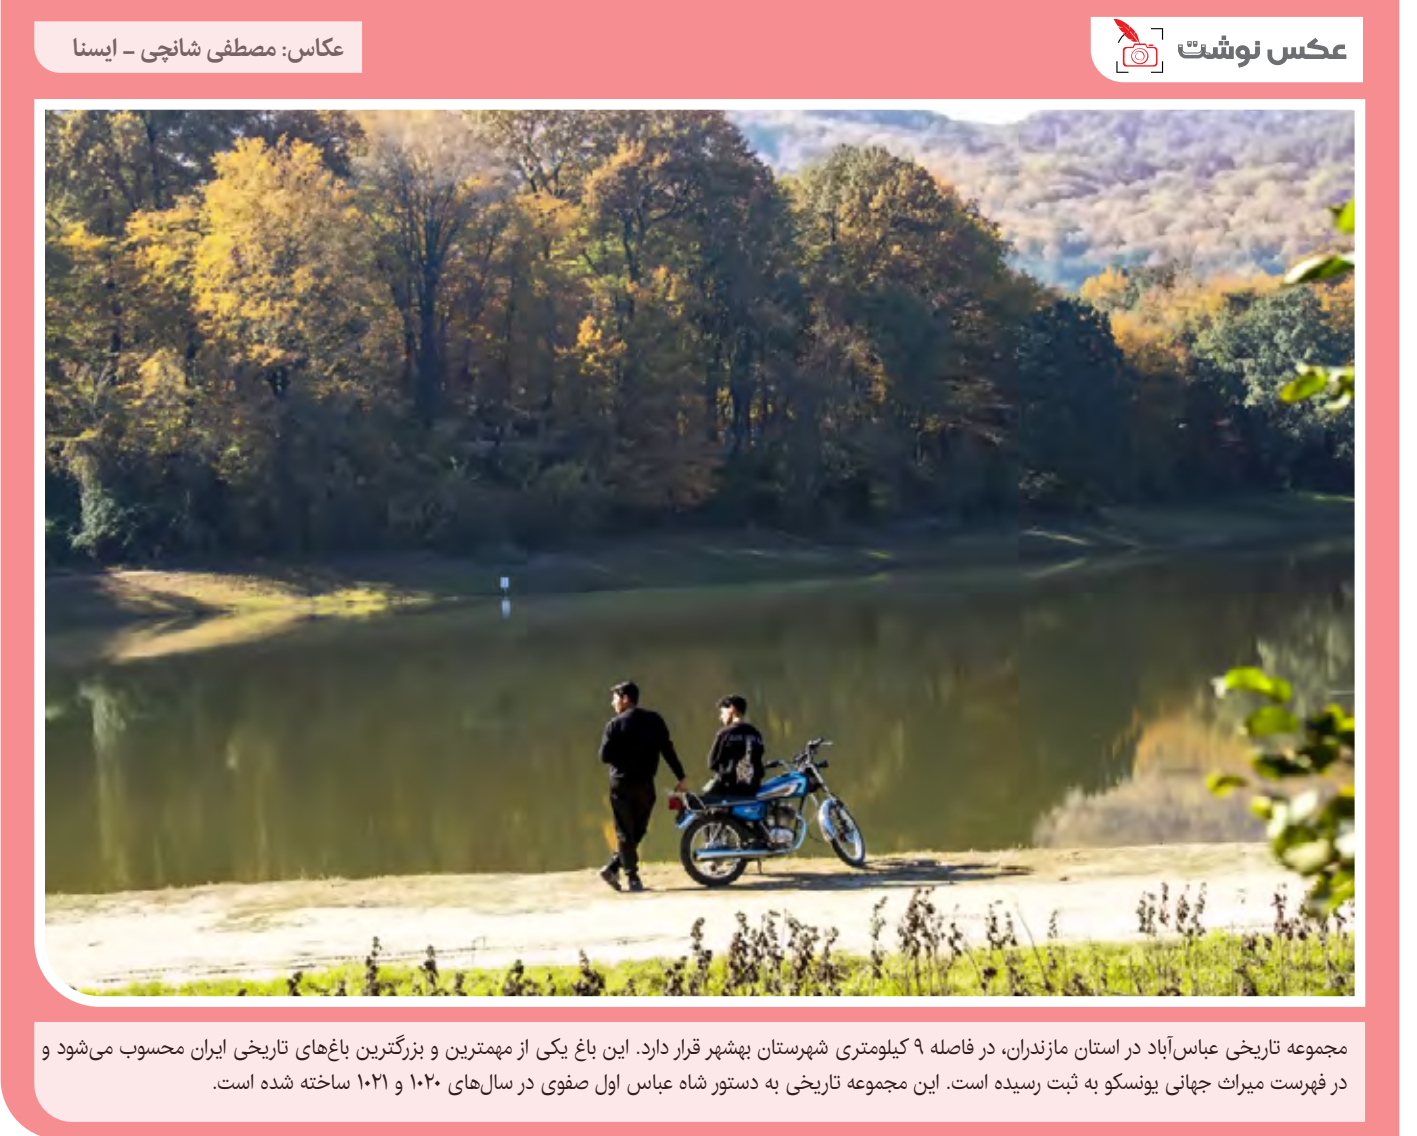 عکس نوشت
عکاس: مصطفی شانچی - ایسنا
مجموعه تاریخی عباس‌آباد در استان مازندران، در فاصله ۹ کیلومتری شهرستان بهشهر قرار دارد. این باغ یکی از مهمترین و بزرگترین باغ‌های تاریخی ایران محسوب می‌شود و
در فهرست میراث جهانی یونسکو به ثبت رسیده است. این مجموعه تاریخی به دستور شاه عباس اول صفوی در سال‌های ۱۰۲۰ و ۱۰۲۱ ساخته شده است.